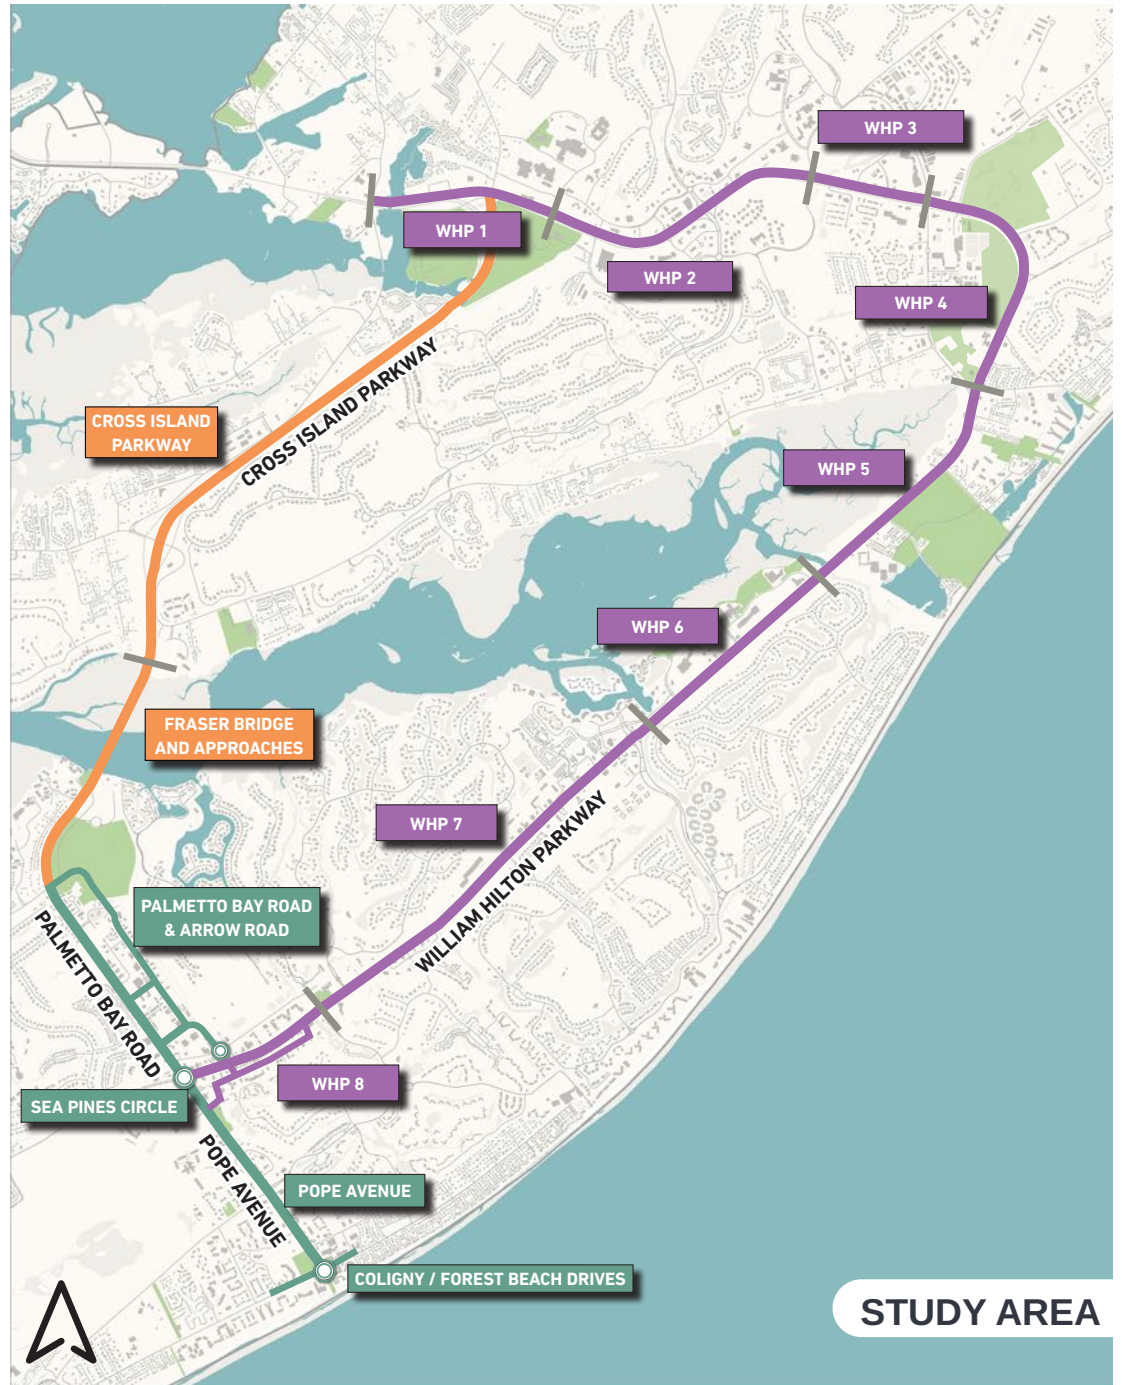 WHP 3
WHP 1
WHP 2
WHP 4
CROSS ISLAND PARKWAY
CROSS ISLAND
PARKWAY
WHP 5
WHP 6
FRASER BRIDGE
AND APPROACHES
WHP 7
WILLIAM HILTON PARKWAY
PALMETTO BAY ROAD
& ARROW ROAD
PALMETTO BAY ROAD
WHP 8
SEA PINES CIRCLE
POPE AVENUE
POPE AVENUE
COLIGNY / FOREST BEACH DRIVES
STUDY AREA